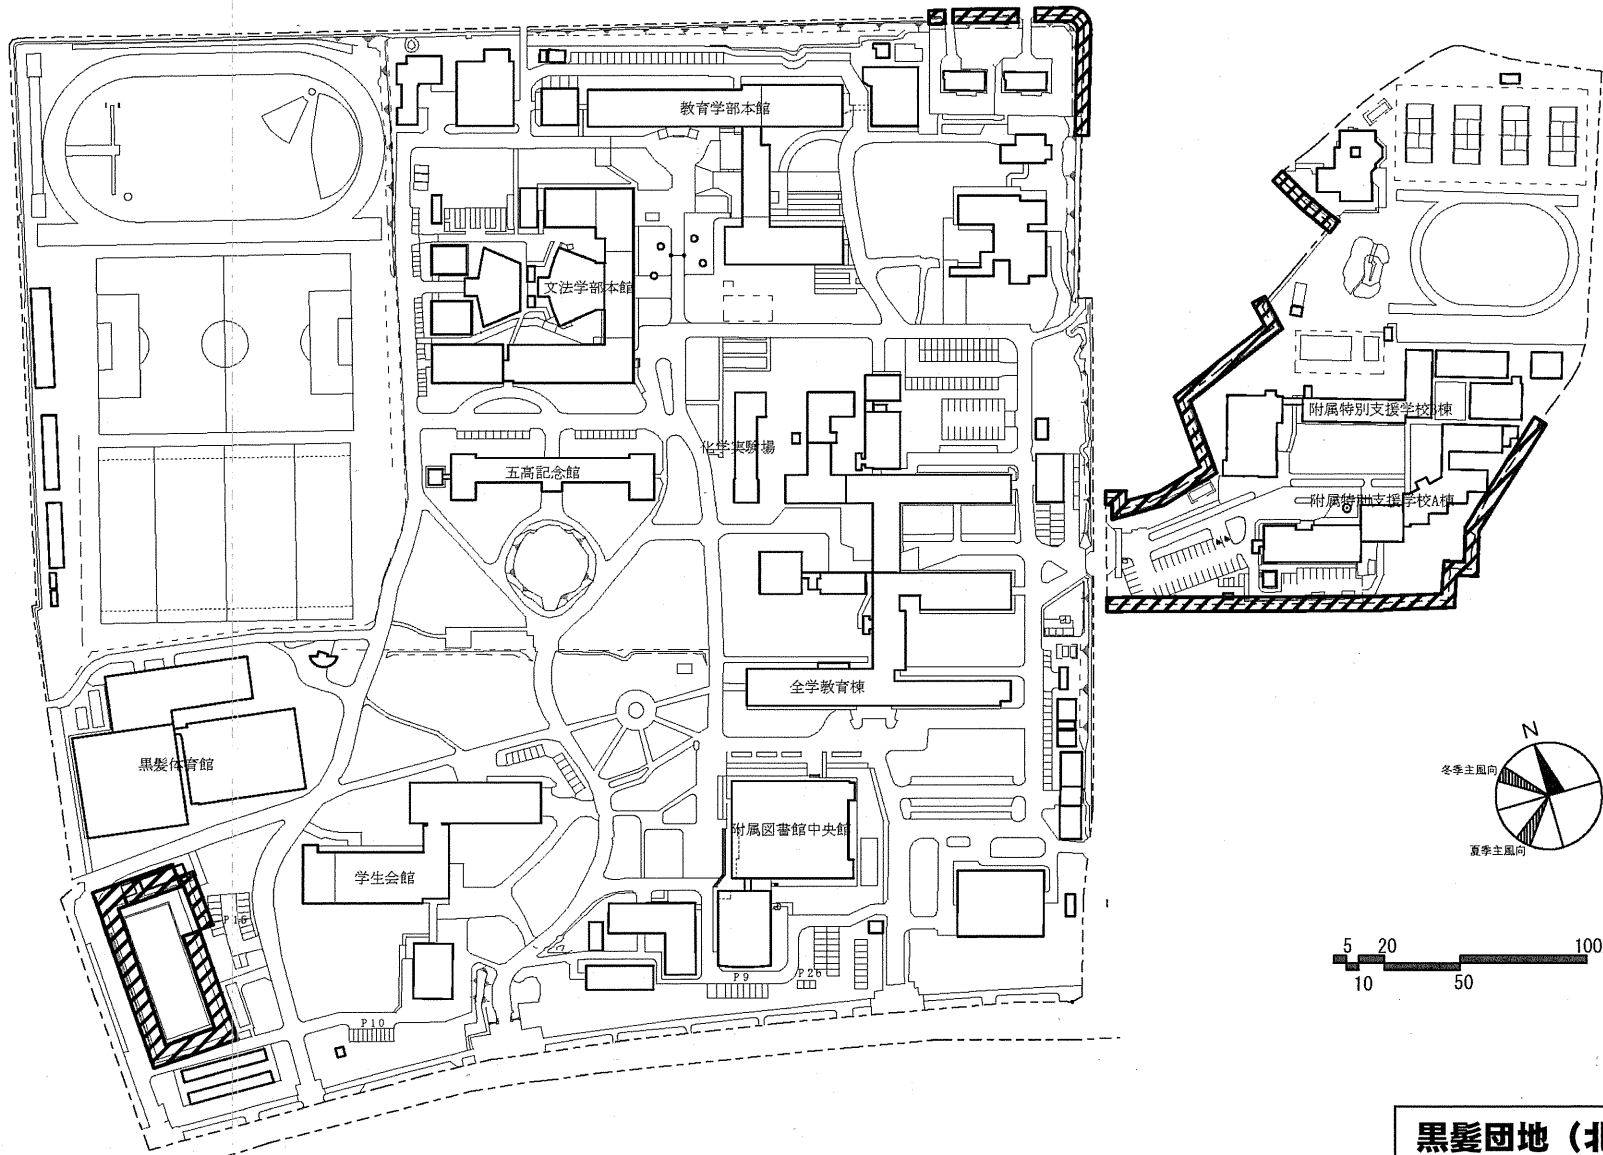 教育学部本館
文法学部本館
附属特別支援学校B棟
化学実験場
五高記念館
附属特別支援学校A棟
全学教育棟
N
黒髪体育館
冬季主風向
附属図書館中央館
夏季主風向
学生会館
P15
5 20 100
P9 P26
10 50
P10
黒髪団地（北